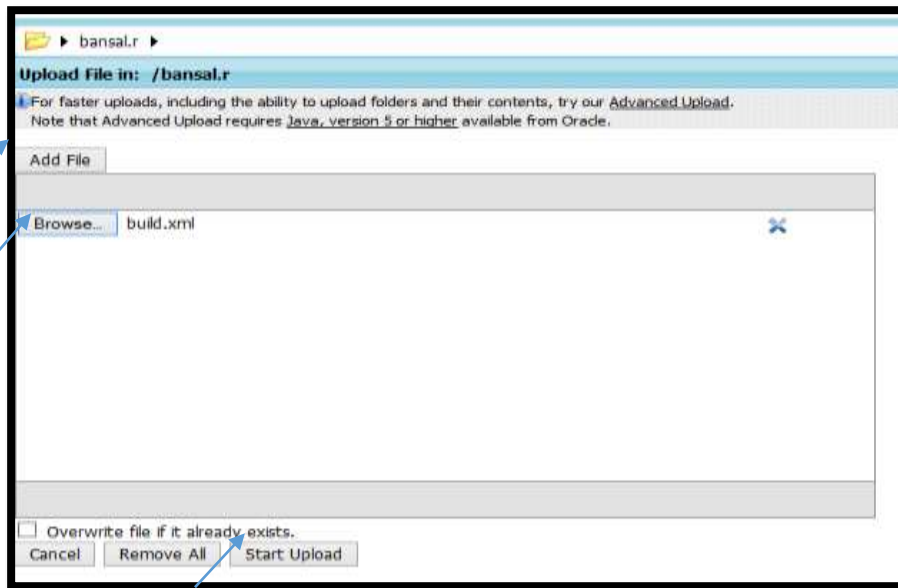 bansal.r
Upload File in: /bansal.r
For faster uploads, including the ability to upload folders and their contents, try our Advanced Upload.
Note that Advanced Upload requires Java, version 5 or higher available from Oracle.
Add File
Browse... build.xml
Overwrite file if it already exists.
Cancel Remove All Start Upload